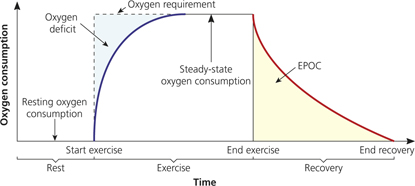 Oxygen requirement
Oxygen
deficit
Steady-state
oxygen consumption
EPOC
Resting oxygen
consumption
Oxygen consumption
Start exercise
End exercise
End recovery
Rest
Exercise
Recovery
Time